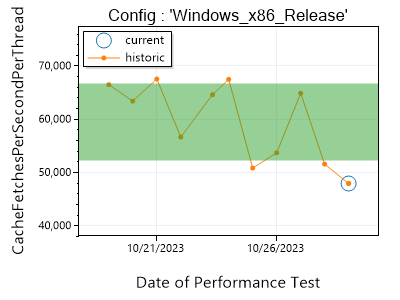 Config : 'Windows_x86_Release'
CacheFetchesPerSecondPerThread
current
historic
70,000
60,000
50,000
40,000
10/21/2023
10/26/2023
Date of Performance Test